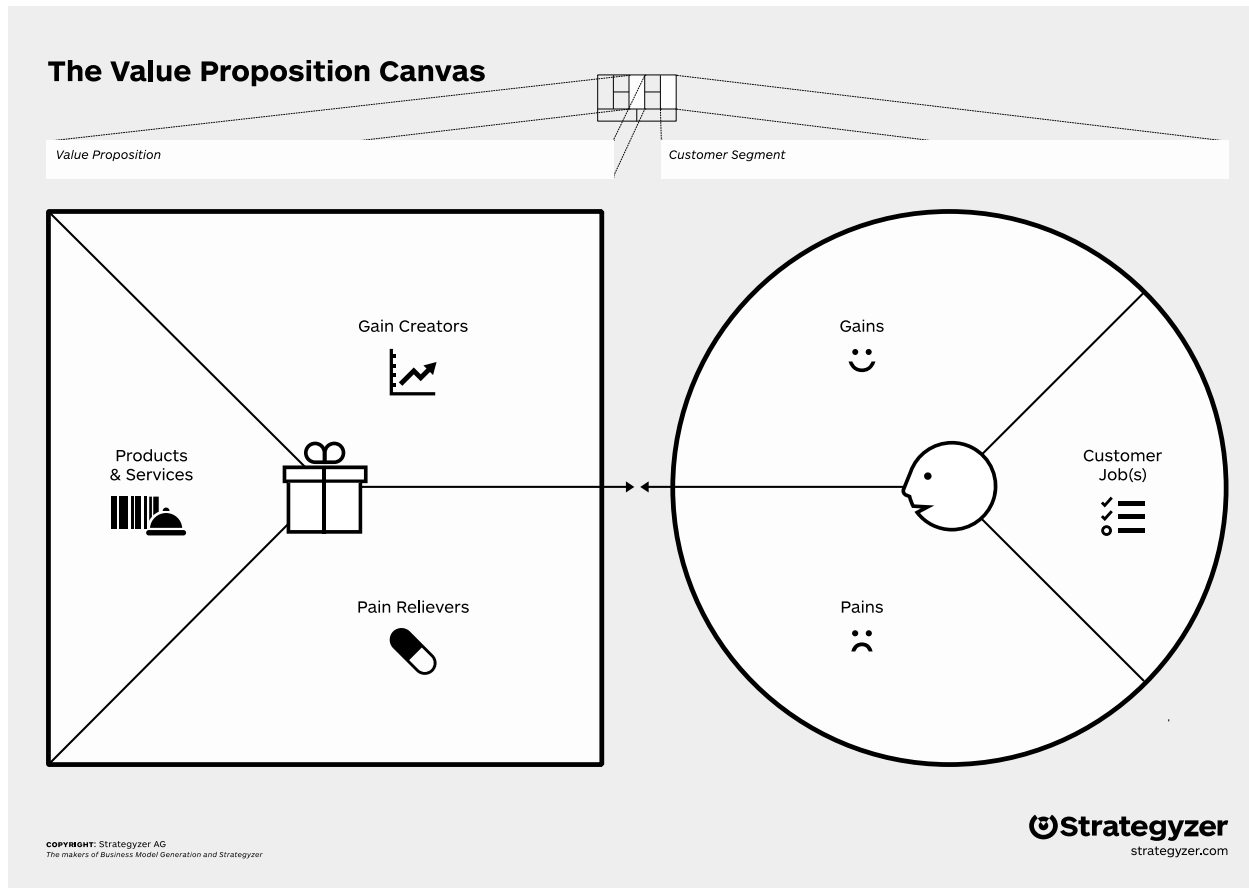 The Value Proposition Canvas
Value Proposition
Customer Segment
Gain Creators
Gains
Products
& Services
Customer
Job(s)
Pain Relievers
Pains
Strategyzer
strategyzer.com
COPYRIGHT: Strategyzer AG
The makers of Business Model Generation and Strategyzer